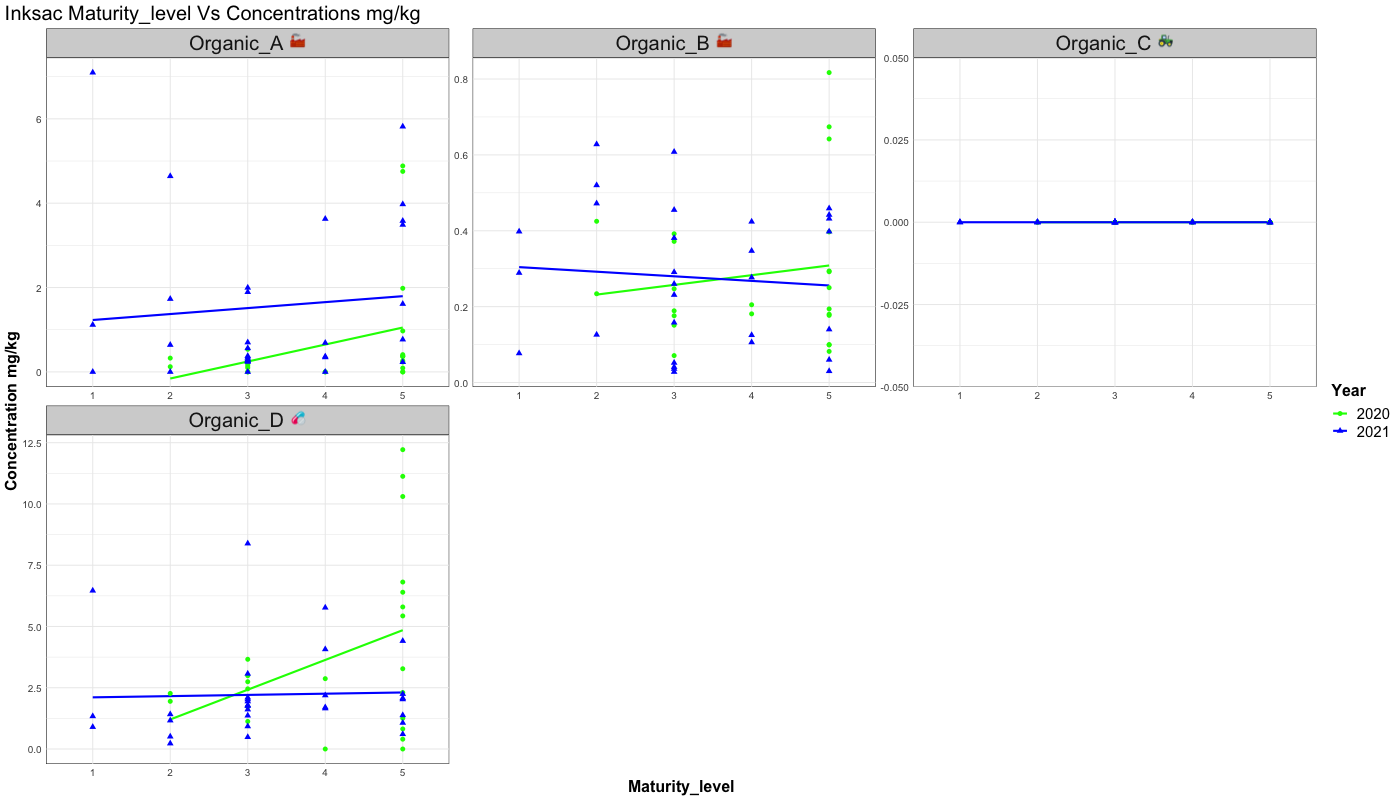 Inksac Maturity_level Vs Concentrations mg/kg
Organic_A
Organic_B
Organic_C
6
4
2
0
1 2 3 4 5
0.8
0.6
0.4
0.2
0.0
1 2 3 4 5
0.050
0.025
0.000
-0.025
-0.050
1 2 3 4 5
Organic_D
12.5
10.0
7.5
5.0
2.5
0.0
1 2 3 4 5
Concentration mg/kg
Maturity_level
Year
2020
2021